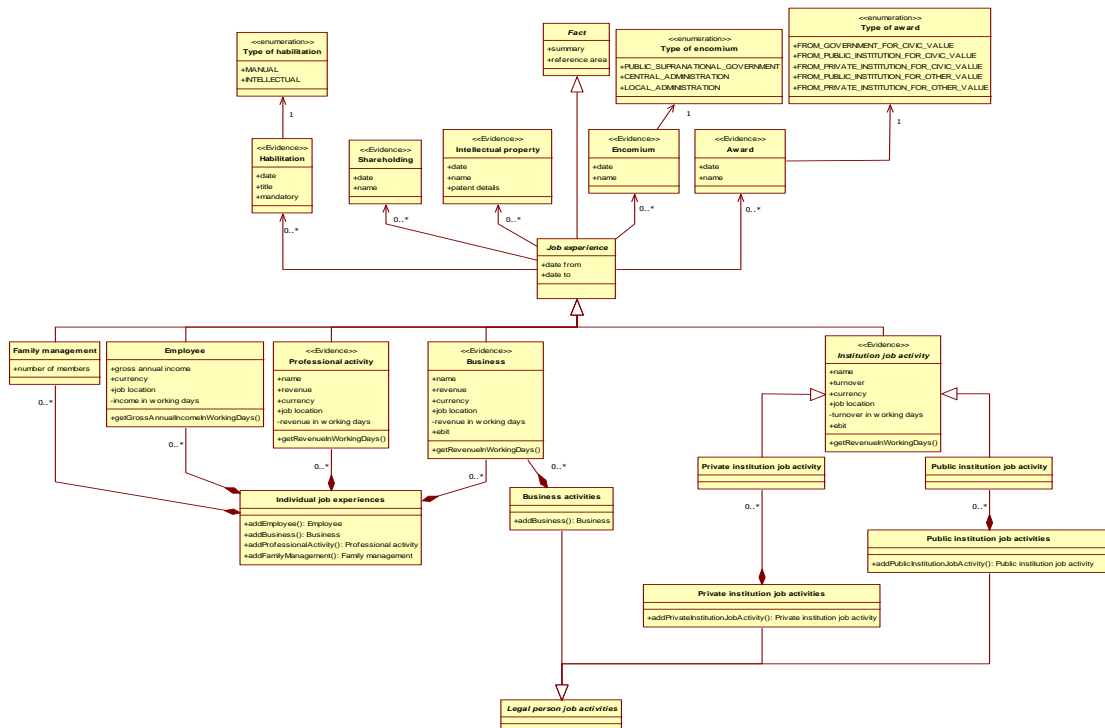 <<enumeration>>
Type of habilitation
+MANUAL
+INTELLECTUAL
Fact
+summary
+reference area
<<enumeration>>
Type of encomium
+PUBLIC_SUPRANATIONAL_GOVERNMENT
+CENTRAL_ADMINISTRATION
+LOCAL_ADMINISTRATION
<<enumeration>>
Type of award
+FROM_GOVERNMENT_FOR_CIVIC_VALUE
+FROM_PUBLIC_INSTITUTION_FOR_CIVIC_VALUE
+FROM_PRIVATE_INSTITUTION_FOR_CIVIC_VALUE
+FROM_PUBLIC_INSTITUTION_FOR_OTHER_VALUE
+FROM_PRIVATE_INSTITUTION_FOR_OTHER_VALUE
1
1
1
<<Evidence>>
Habilitation
+date
+title
+mandatory
<<Evidence>>
Shareholding
+date
+name
<<Evidence>>
Intellectual property
+date
+name
+patent details
<<Evidence>>
Encomium
+date
+name
<<Evidence>>
Award
+date
+name
0..*
0..*
0..*
0..*
0..*
Job experience
+date from
+date to
Family management
+number of members
Employee
+gross annual income
+currency
+job location
-income in working days
+getGrossAnnualIncomeInWorkingDays()
<<Evidence>>
Professional activity
+name
+revenue
+currency
+job location
-revenue in working days
+getRevenueInWorkingDays()
<<Evidence>>
Business
+name
+revenue
+currency
+job location
-revenue in working days
+ebit
+getRevenueInWorkingDays()
<<Evidence>>
Institution job activity
+name
+turnover
+currency
+job location
-turnover in working days
+ebit
+getRevenueInWorkingDays()
0..*
0..*
0..*
0..*
0..*
Private institution job activity
Public institution job activity
0..*
0..*
Individual job experiences
+addEmployee(): Employee
+addBusiness(): Business
+addProfessionalActivity(): Professional activity
+addFamilyManagement(): Family management
Business activities
+addBusiness(): Business
Public institution job activities
+addPublicInstitutionJobActivity(): Public institution job activity
Private institution job activities
+addPrivateInstitutionJobActivity(): Private institution job activity
Legal person job activities